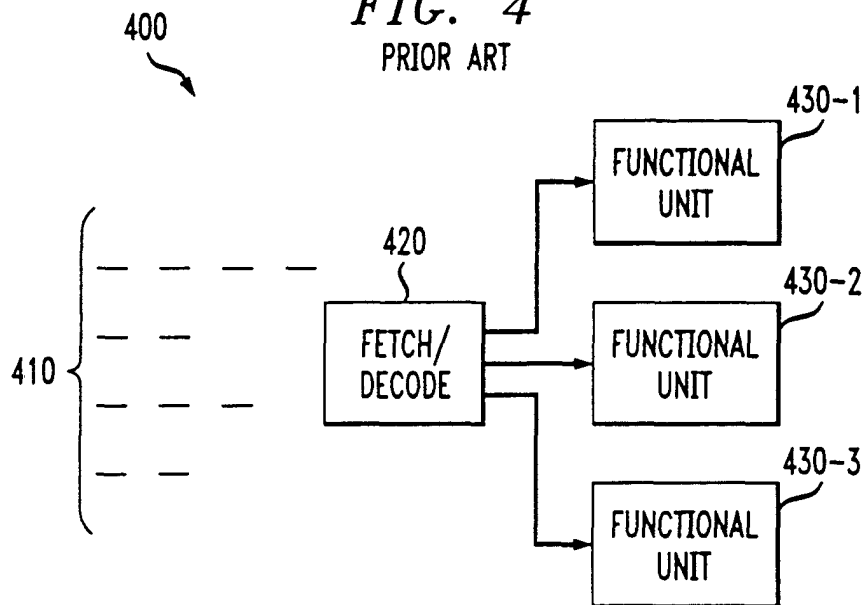 FIG. 4
PRIOR ART
400
430-1
FUNCTIONAL
UNIT
420
FETCH/
DECODE
430-2
FUNCTIONAL
UNIT
410
430-3
FUNCTIONAL
UNIT